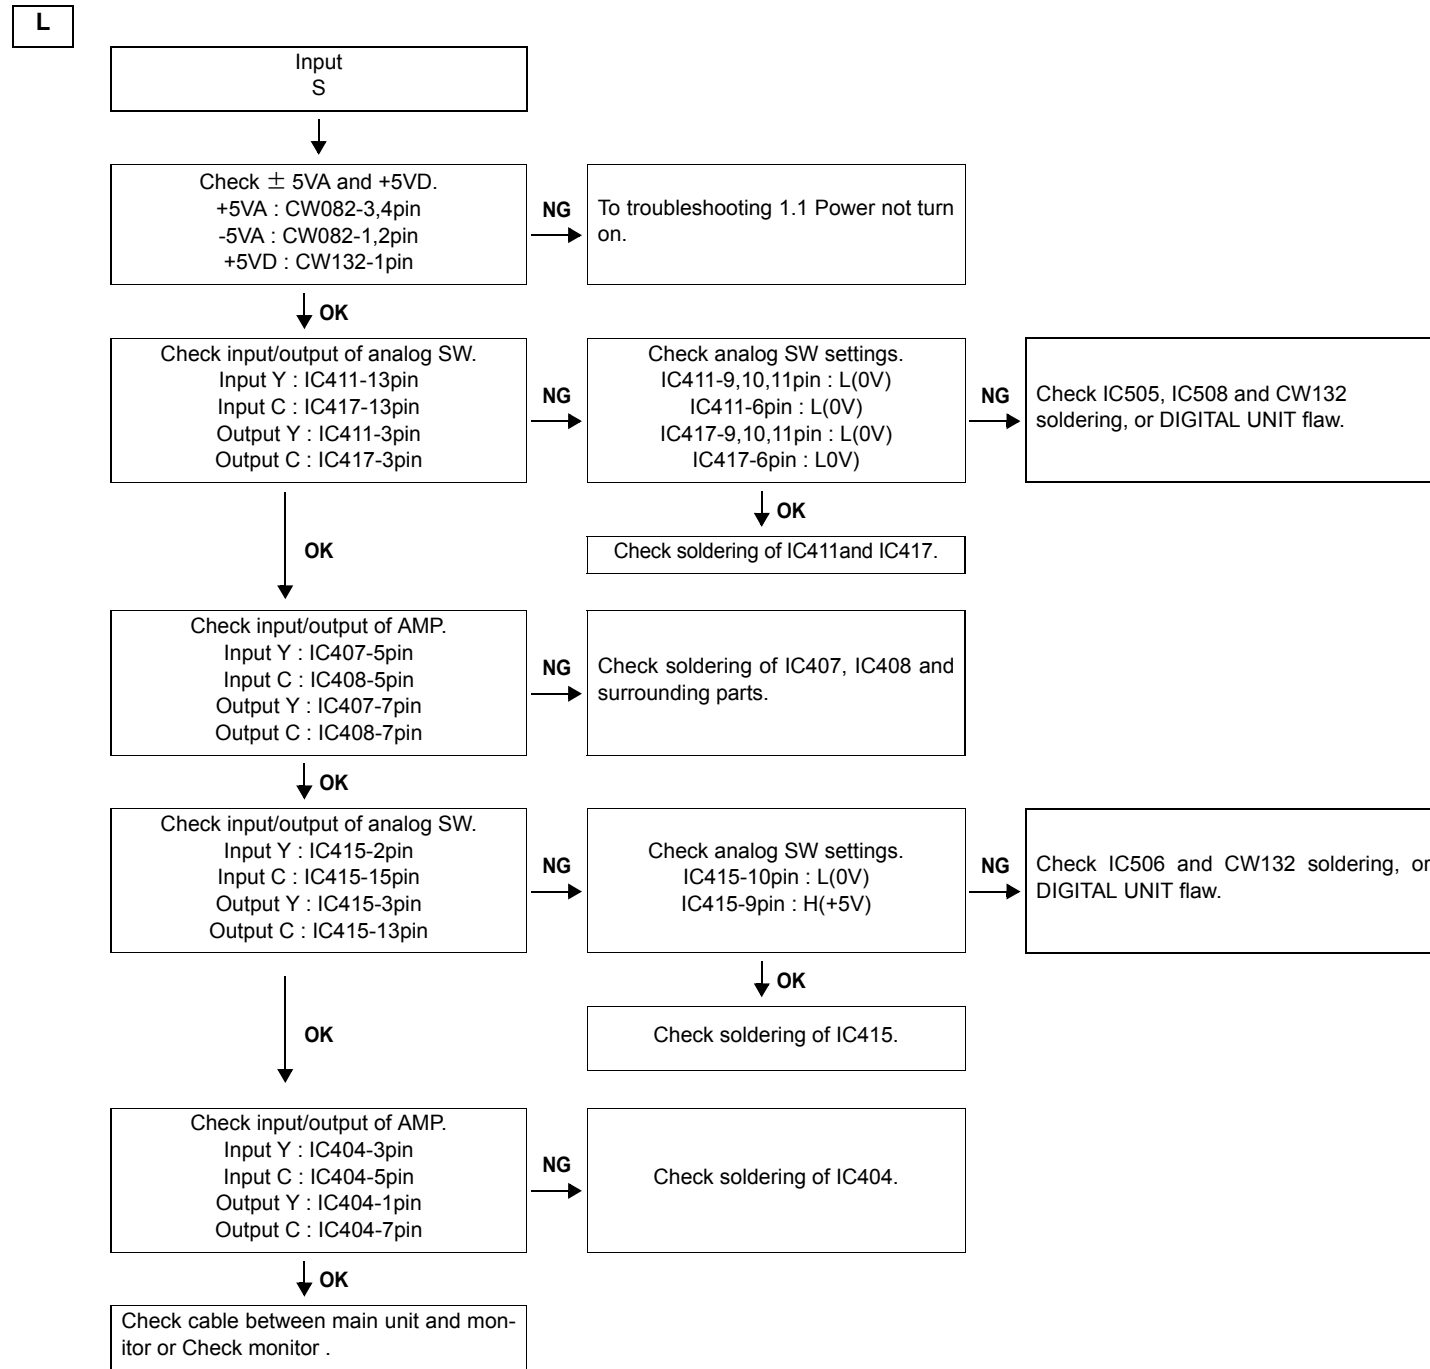 L
Input
S
Check ± 5VA and +5VD.
+5VA : CW082-3,4pin
-5VA : CW082-1,2pin
+5VD : CW132-1pin
NG
To troubleshooting 1.1 Power not turn
on.
OK
Check input/output of analog SW.
Input Y : IC411-13pin
Input C : IC417-13pin
Output Y : IC411-3pin
Output C : IC417-3pin
NG
Check analog SW settings.
IC411-9,10,11pin : L(0V)
IC411-6pin : L(0V)
IC417-9,10,11pin : L(0V)
IC417-6pin : L0V)
NG
Check IC505, IC508 and CW132
soldering, or DIGITAL UNIT flaw.
OK
Check soldering of IC411and IC417.
OK
Check input/output of AMP.
Input Y : IC407-5pin
Input C : IC408-5pin
Output Y : IC407-7pin
Output C : IC408-7pin
NG
Check soldering of IC407, IC408 and
surrounding parts.
OK
Check input/output of analog SW.
Input Y : IC415-2pin
Input C : IC415-15pin
Output Y : IC415-3pin
Output C : IC415-13pin
NG
Check analog SW settings.
IC415-10pin : L(0V)
IC415-9pin : H(+5V)
NG
Check IC506 and CW132 soldering, or
DIGITAL UNIT flaw.
OK
Check soldering of IC415.
OK
Check input/output of AMP.
Input Y : IC404-3pin
Input C : IC404-5pin
Output Y : IC404-1pin
Output C : IC404-7pin
NG
Check soldering of IC404.
OK
Check cable between main unit and mon-
itor or Check monitor .